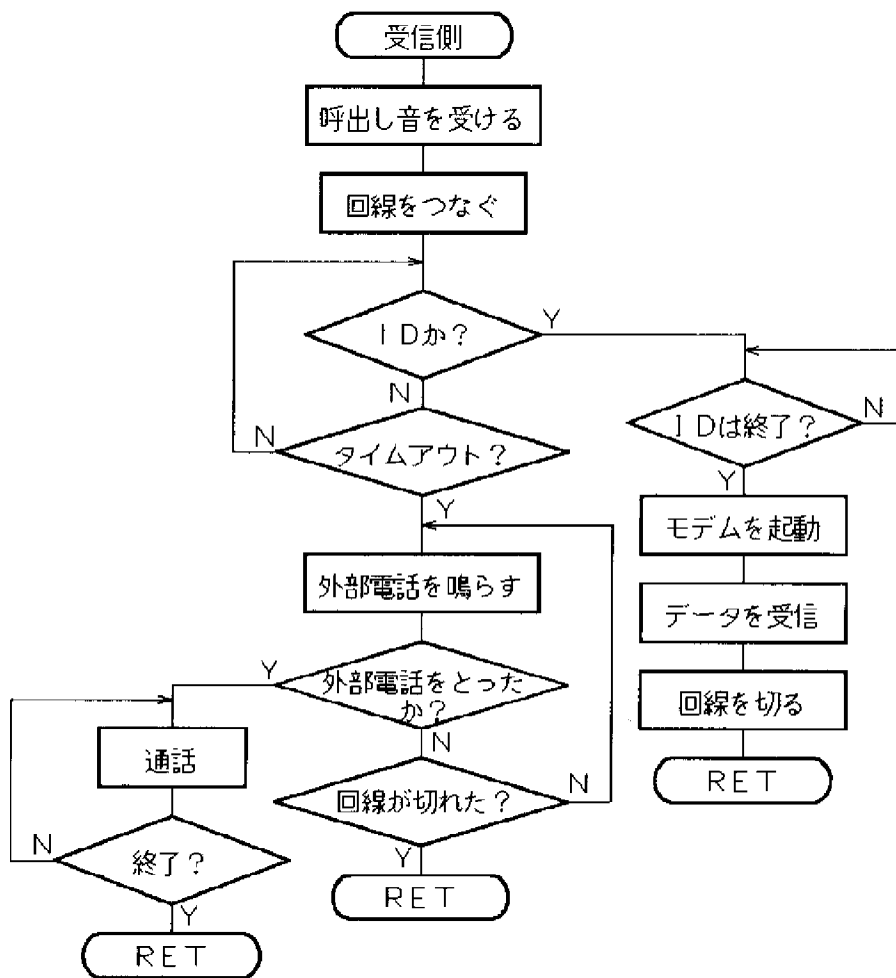 受信側
呼出し音を受ける
回線をつなぐ
IDか？
Y
N
タイムアウト？
N
Y
IDは終了？
N
Y
モデムを起動
データを受信
回線を切る
RET
外部電話を鳴らす
外部電話をとった
か？
Y
N
回線が切れた？
N
Y
RET
通話
終了？
N
Y
RET